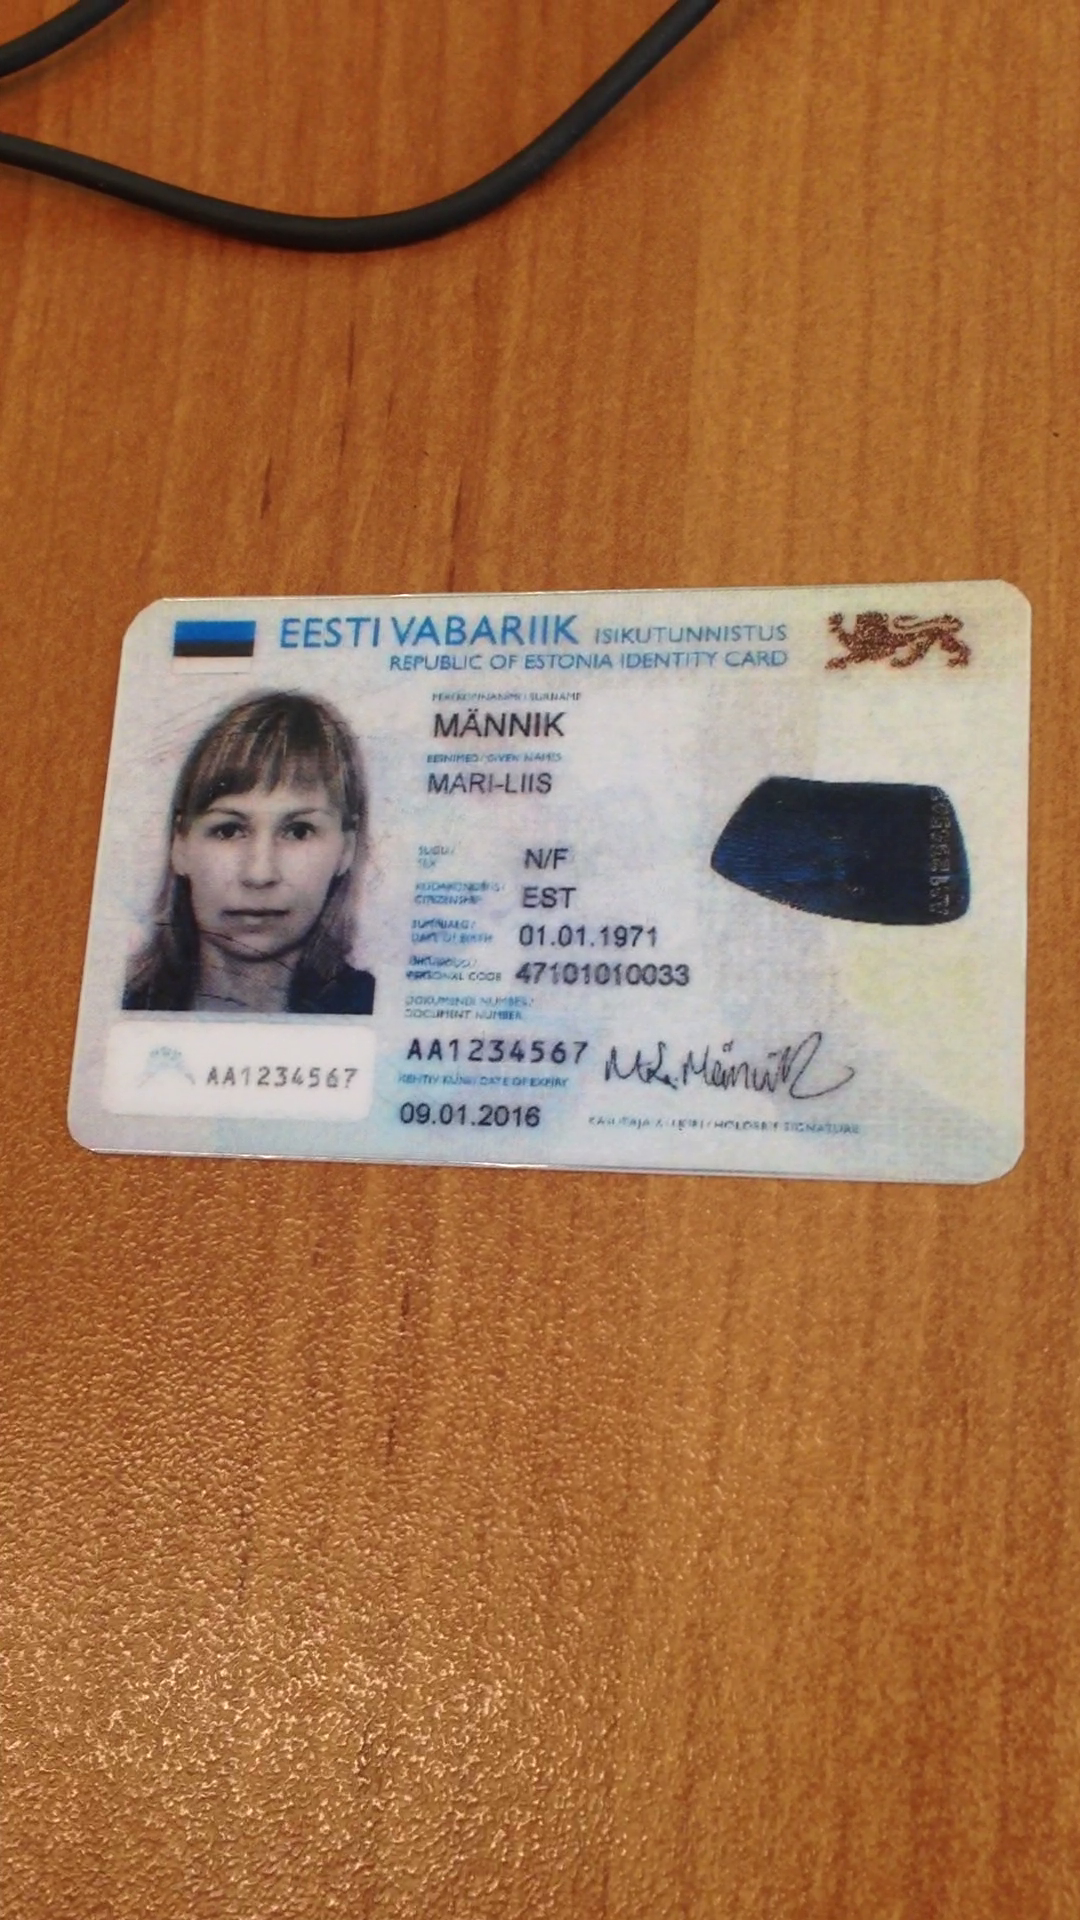 EESTI VABARIIK ISIKUTUNNISTUS
REPUBLIC OF ESTONIA IDENTITY CARD
PEREKONNANIMI / SURNAME
MÄNNIK
EESNIMED / GIVEN NAMES
MARI-LIIS
SUGU/
SEX
N/F
KODAKONDSUS/
CITIZENSHIP
EST
SÜNNIAEG/
DATE OF BIRTH
01.01.1971
ISIKUKOOD/
PERSONAL CODE
47101010033
DOKUMENDI NUMBER/
DOCUMENT NUMBER
AA1234567
AA1234567
KEHTIV KUNI / DATE OF EXPIRY
09.01.2016
M.L. Männik
KASUTAJA ALLKIRI / HOLDER'S SIGNATURE